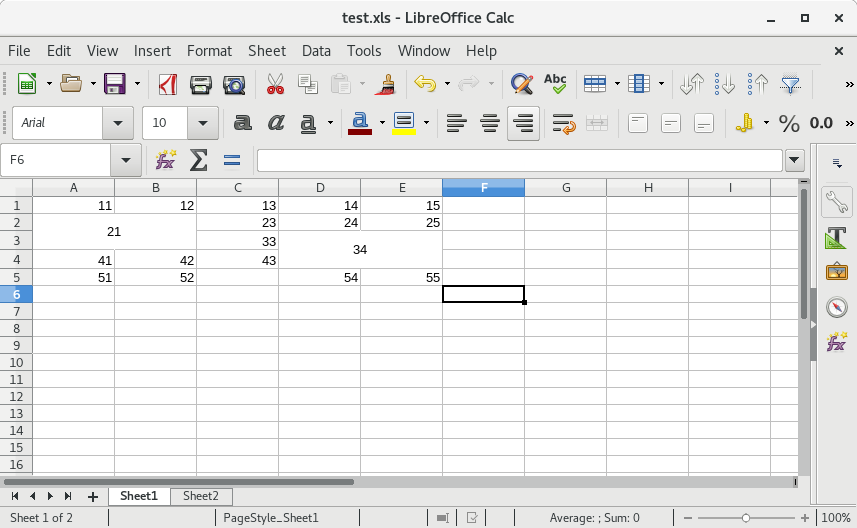 test.xls - LibreOffice Calc
File Edit View Insert Format Sheet Data Tools Window Help
Abc
Arial 10 a a a a % 0.0
F6 fx Σ =
A B C D E F G H I
1 11 12 13 14 15
2 23 24 25
21
3 33
34
4 41 42 43
5 51 52 54 55
6
7
8
9
10
11
12
13
14
15
16
Sheet1 Sheet2
Sheet 1 of 2 PageStyle_Sheet1 Average: ; Sum: 0 100%